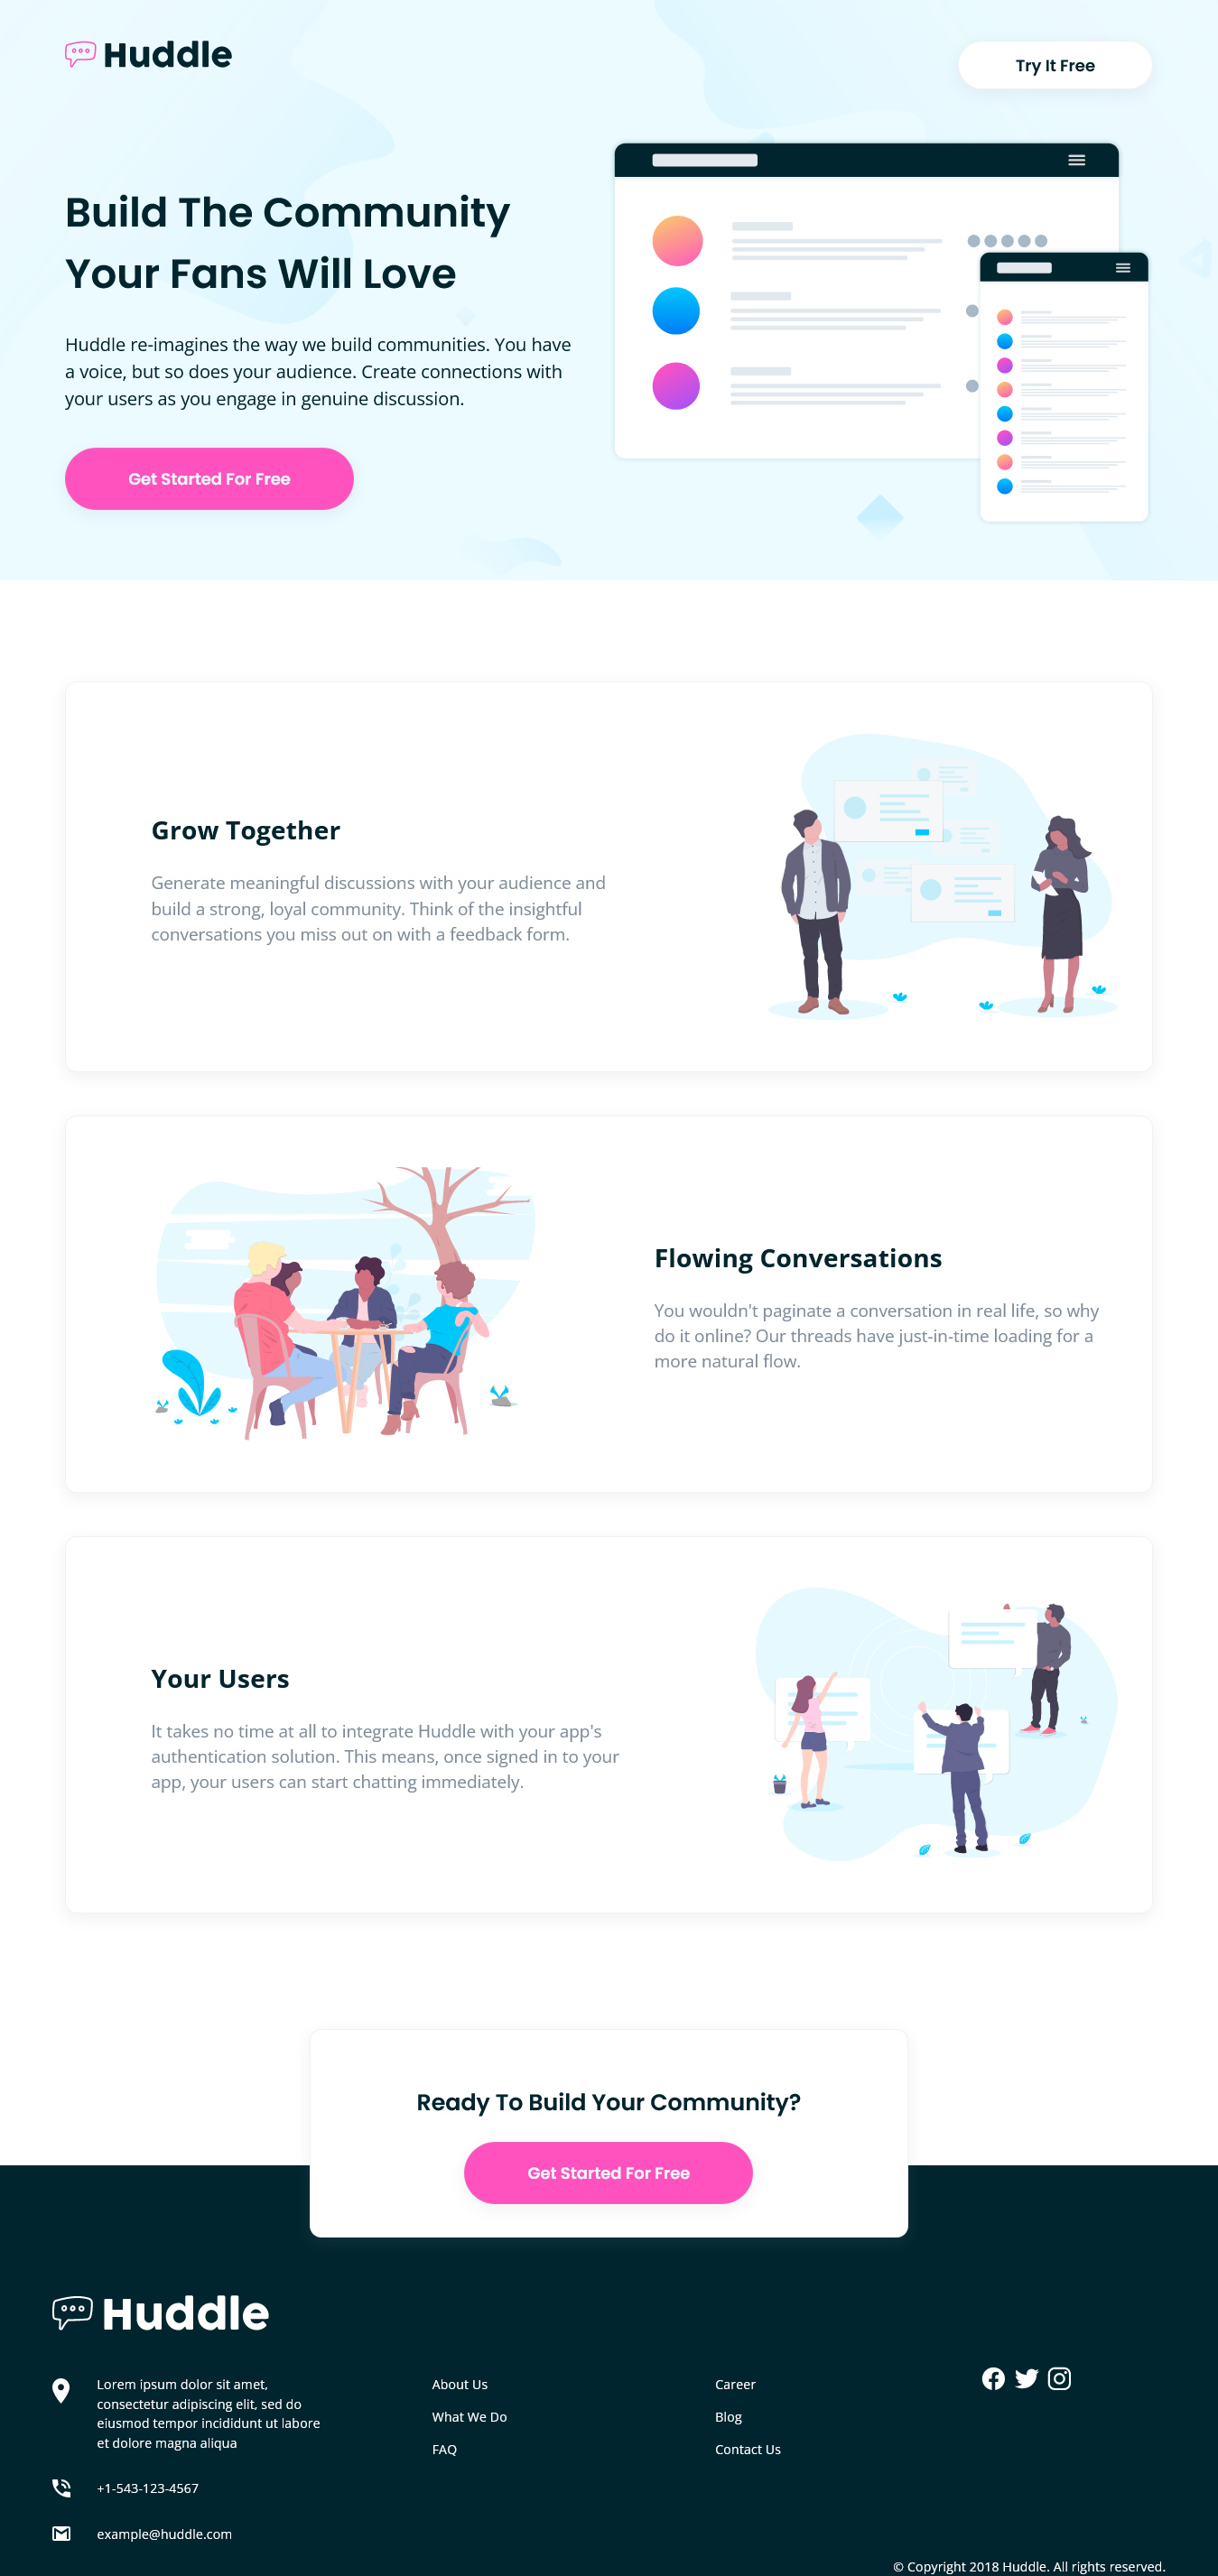 Huddle
Try It Free
Build The Community
Your Fans Will Love
Huddle re-imagines the way we build communities. You have
a voice, but so does your audience. Create connections with
your users as you engage in genuine discussion.
Get Started For Free
Grow Together
Generate meaningful discussions with your audience and
build a strong, loyal community. Think of the insightful
conversations you miss out on with a feedback form.
Flowing Conversations
You wouldn't paginate a conversation in real life, so why
do it online? Our threads have just-in-time loading for a
more natural flow.
Your Users
It takes no time at all to integrate Huddle with your app's
authentication solution. This means, once signed in to your
app, your users can start chatting immediately.
Ready To Build Your Community?
Get Started For Free
Huddle
Lorem ipsum dolor sit amet,
consectetur adipiscing elit, sed do
eiusmod tempor incididunt ut labore
et dolore magna aliqua
+1-543-123-4567
example@huddle.com
About Us
What We Do
FAQ
Career
Blog
Contact Us
© Copyright 2018 Huddle. All rights reserved.